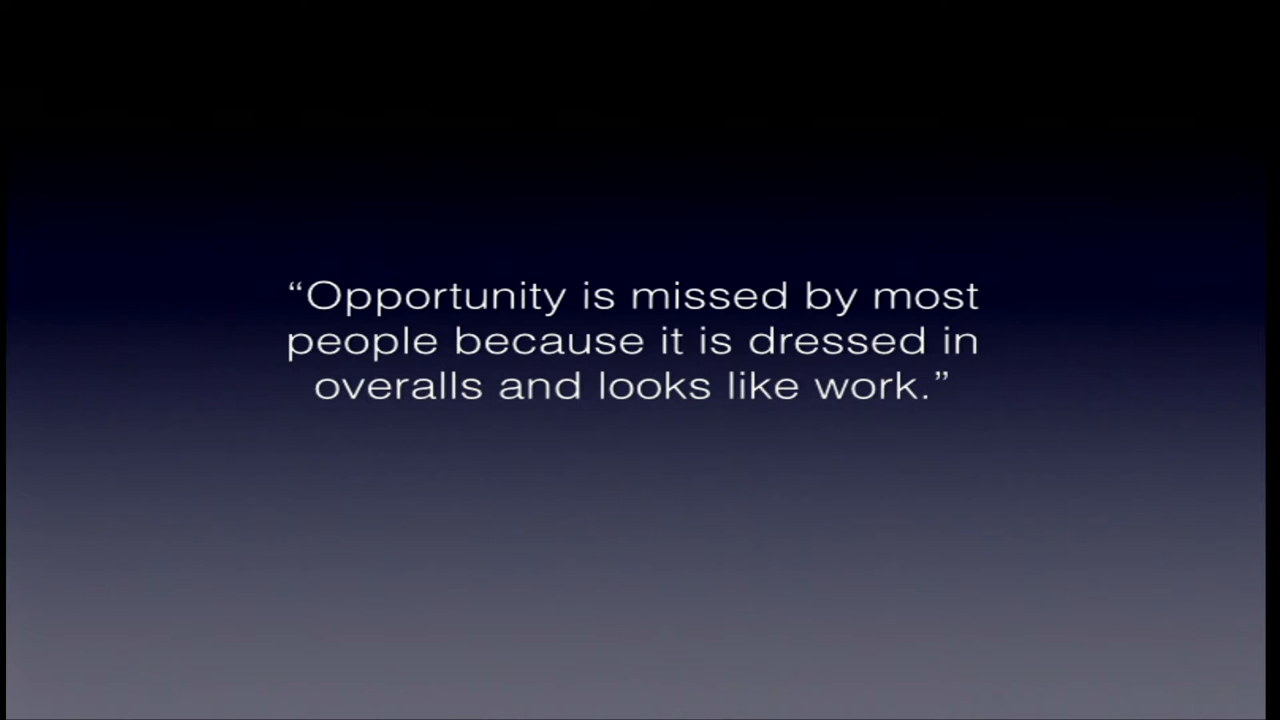 “Opportunity is missed by most
people because it is dressed in
overalls and looks like work.”